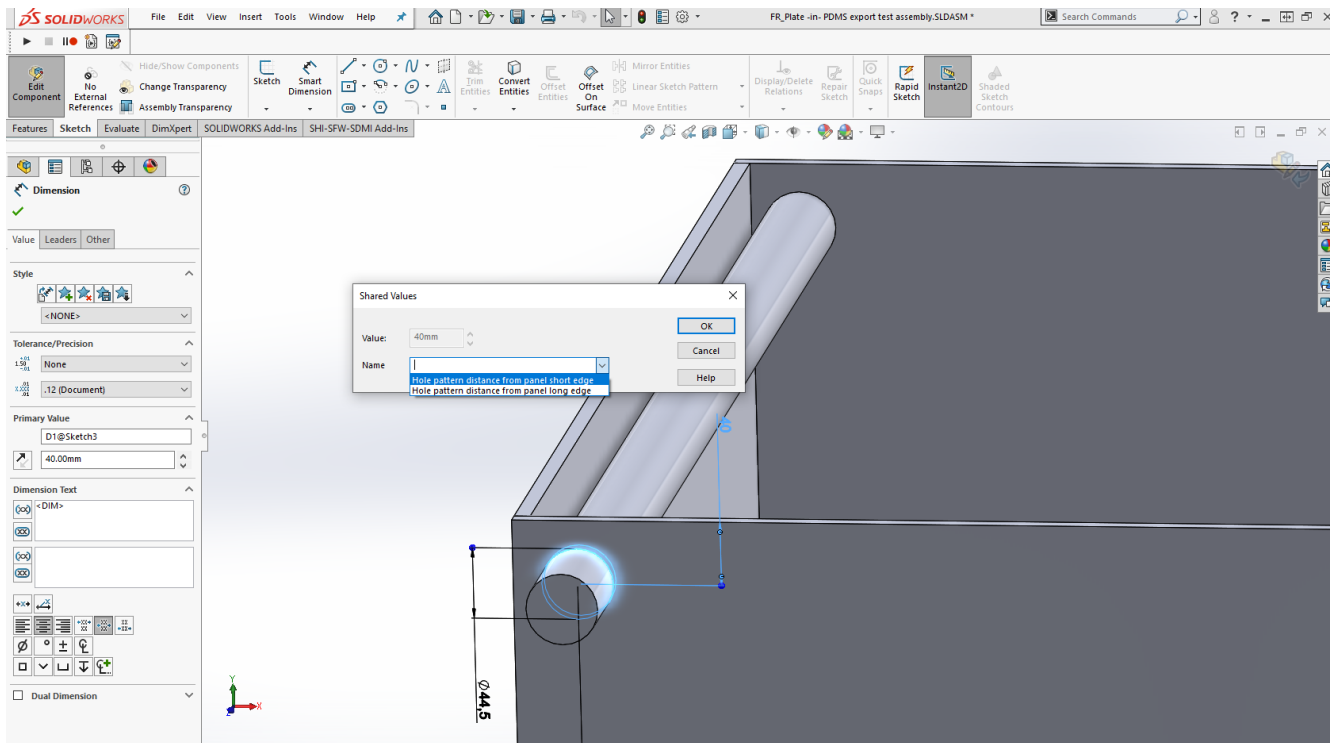 SOLIDWORKS File Edit View Insert Tools Window Help FR_Plate -in- PDMS export test assembly.SLDASM * Search Commands
Edit Component
No External References
Hide/Show Components
Change Transparency
Assembly Transparency
Sketch
Smart Dimension
Trim Entities
Convert Entities
Offset Entities
Offset On Surface
Mirror Entities
Linear Sketch Pattern
Move Entities
Display/Delete Relations
Repair Sketch
Quick Snaps
Rapid Sketch
Instant2D
Shaded Sketch Contours
Features Sketch Evaluate DimXpert SOLIDWORKS Add-Ins SHI-SFW-SDMI Add-Ins
Dimension
Value Leaders Other
Style
<NONE>
Tolerance/Precision
None
.12 (Document)
Primary Value
D1@Sketch3
40.00mm
Dimension Text
<DIM>
Dual Dimension
Shared Values
Value: 40mm
Name
Hole pattern distance from panel short edge
Hole pattern distance from panel long edge
OK
Cancel
Help
Ø44,5
Y
X
Z